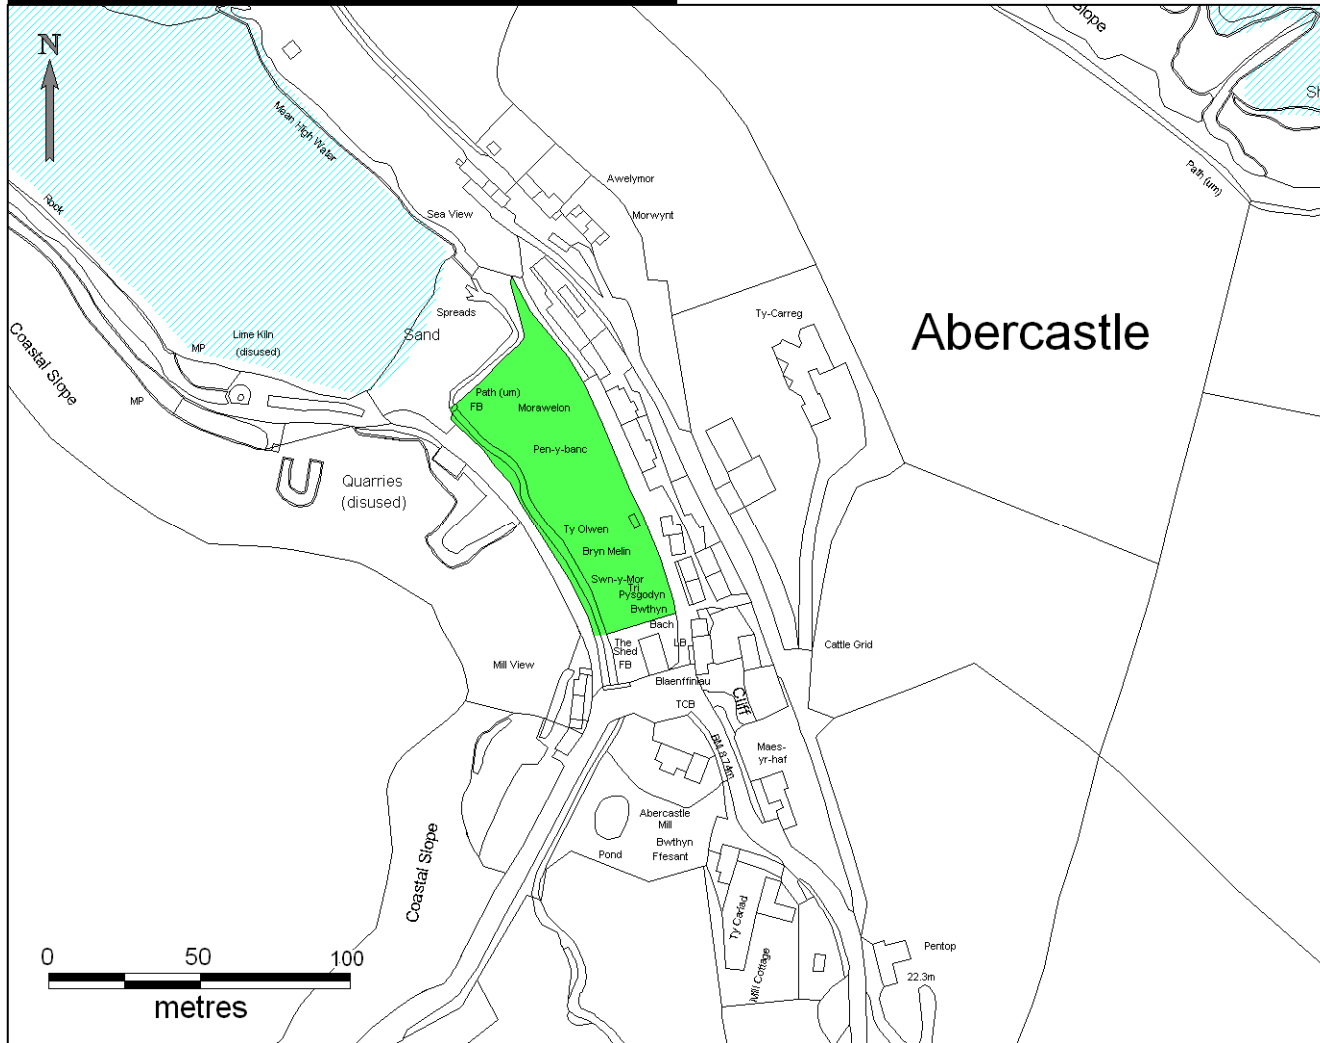 Slope
N
Sh
Mean High Water
Path (um)
Awelymor
Rock
Sea View
Morwynt
Spreads
Ty-Carreg
Abercastle
Sand
Lime Kiln
(disused)
MP
Coastal Slope
MP
Path (um)
FB
Morawelon
Pen-y-banc
Quarries
(disused)
Ty Olwen
Bryn Melin
Swn-y-Mor
Tri
Pysgodyn
Bwthyn
Bach
The
Shed
FB
LB
Cattle Grid
Mill View
Blaenffiniau
TCB
Cliff
BM 8.74m
Maes-
yr-haf
Abercastle
Mill
Bwthyn
Ffesant
Pond
Coastal Slope
Ty Cariad
Mill Cottage
Pentop
22.3m
0 50 100
metres